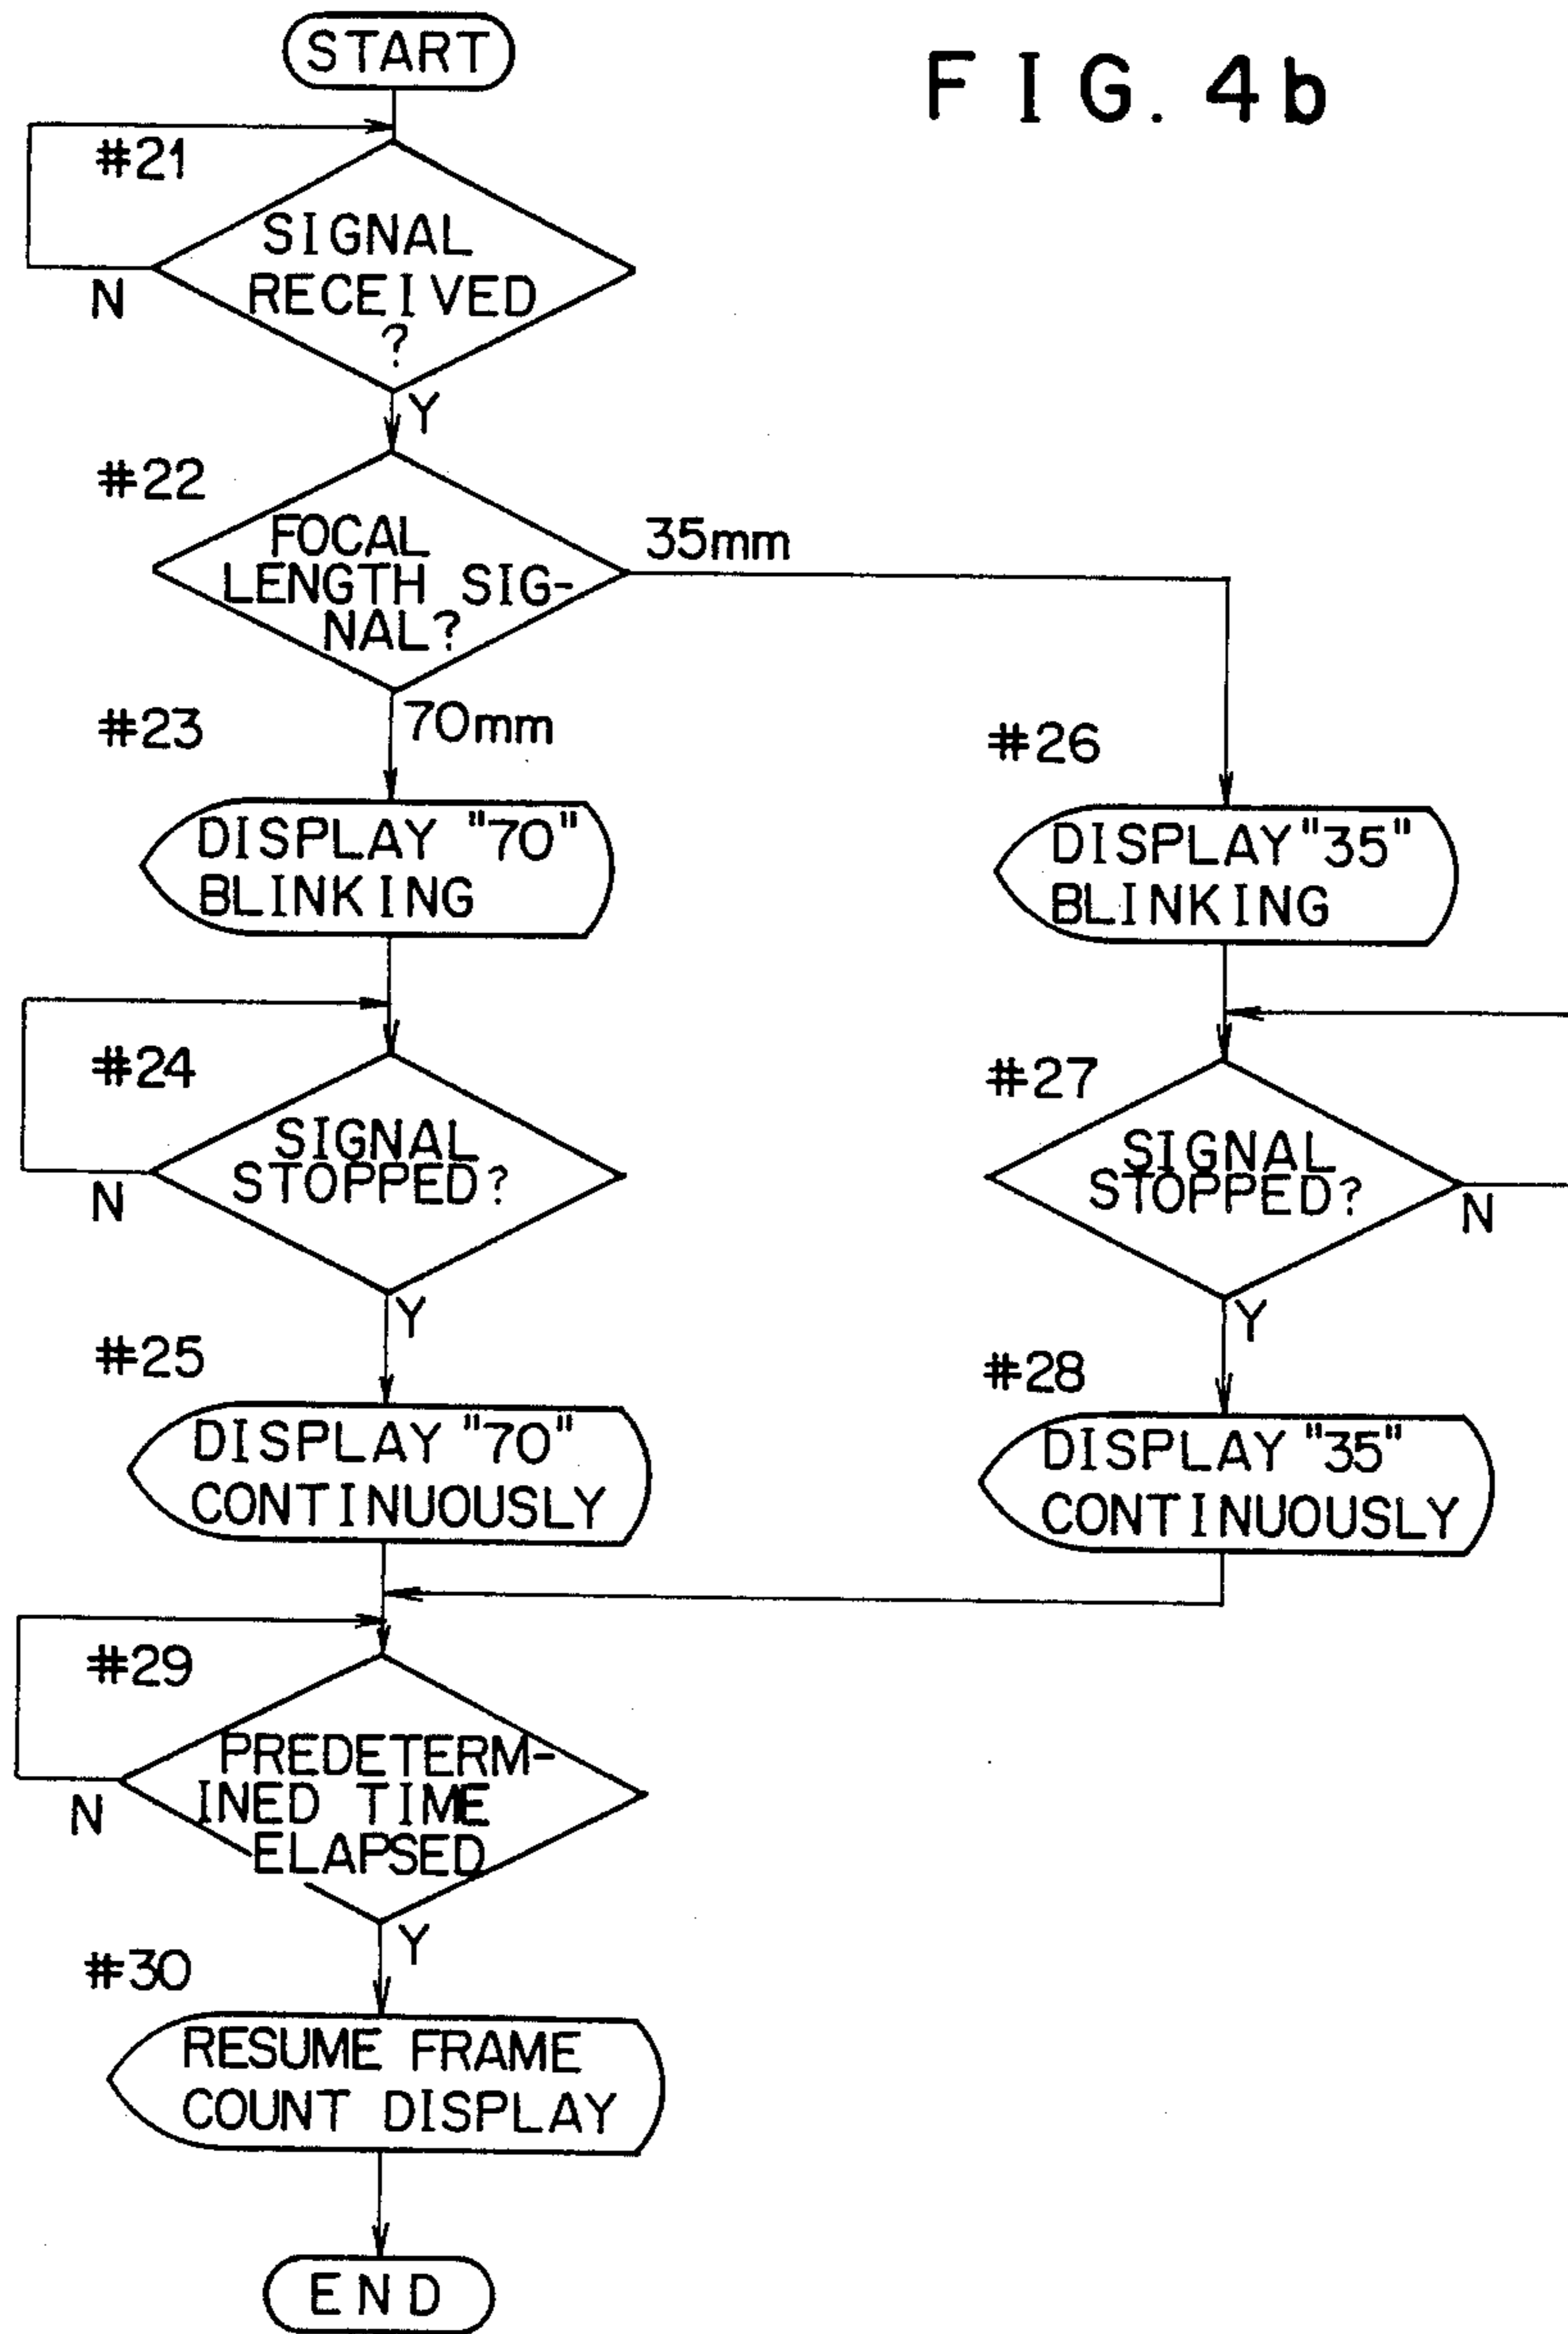 START
FIG. 4b
#21
SIGNAL
RECEIVED
?
N
Y
#22
FOCAL
LENGTH SIG-
NAL?
35mm
70mm
#23
DISPLAY "70"
BLINKING
#26
DISPLAY "35"
BLINKING
#24
SIGNAL
STOPPED?
N
Y
#27
SIGNAL
STOPPED?
N
Y
#25
DISPLAY "70"
CONTINUOUSLY
#28
DISPLAY "35"
CONTINUOUSLY
#29
PREDETERM-
INED TIME
ELAPSED
N
Y
#30
RESUME FRAME
COUNT DISPLAY
END